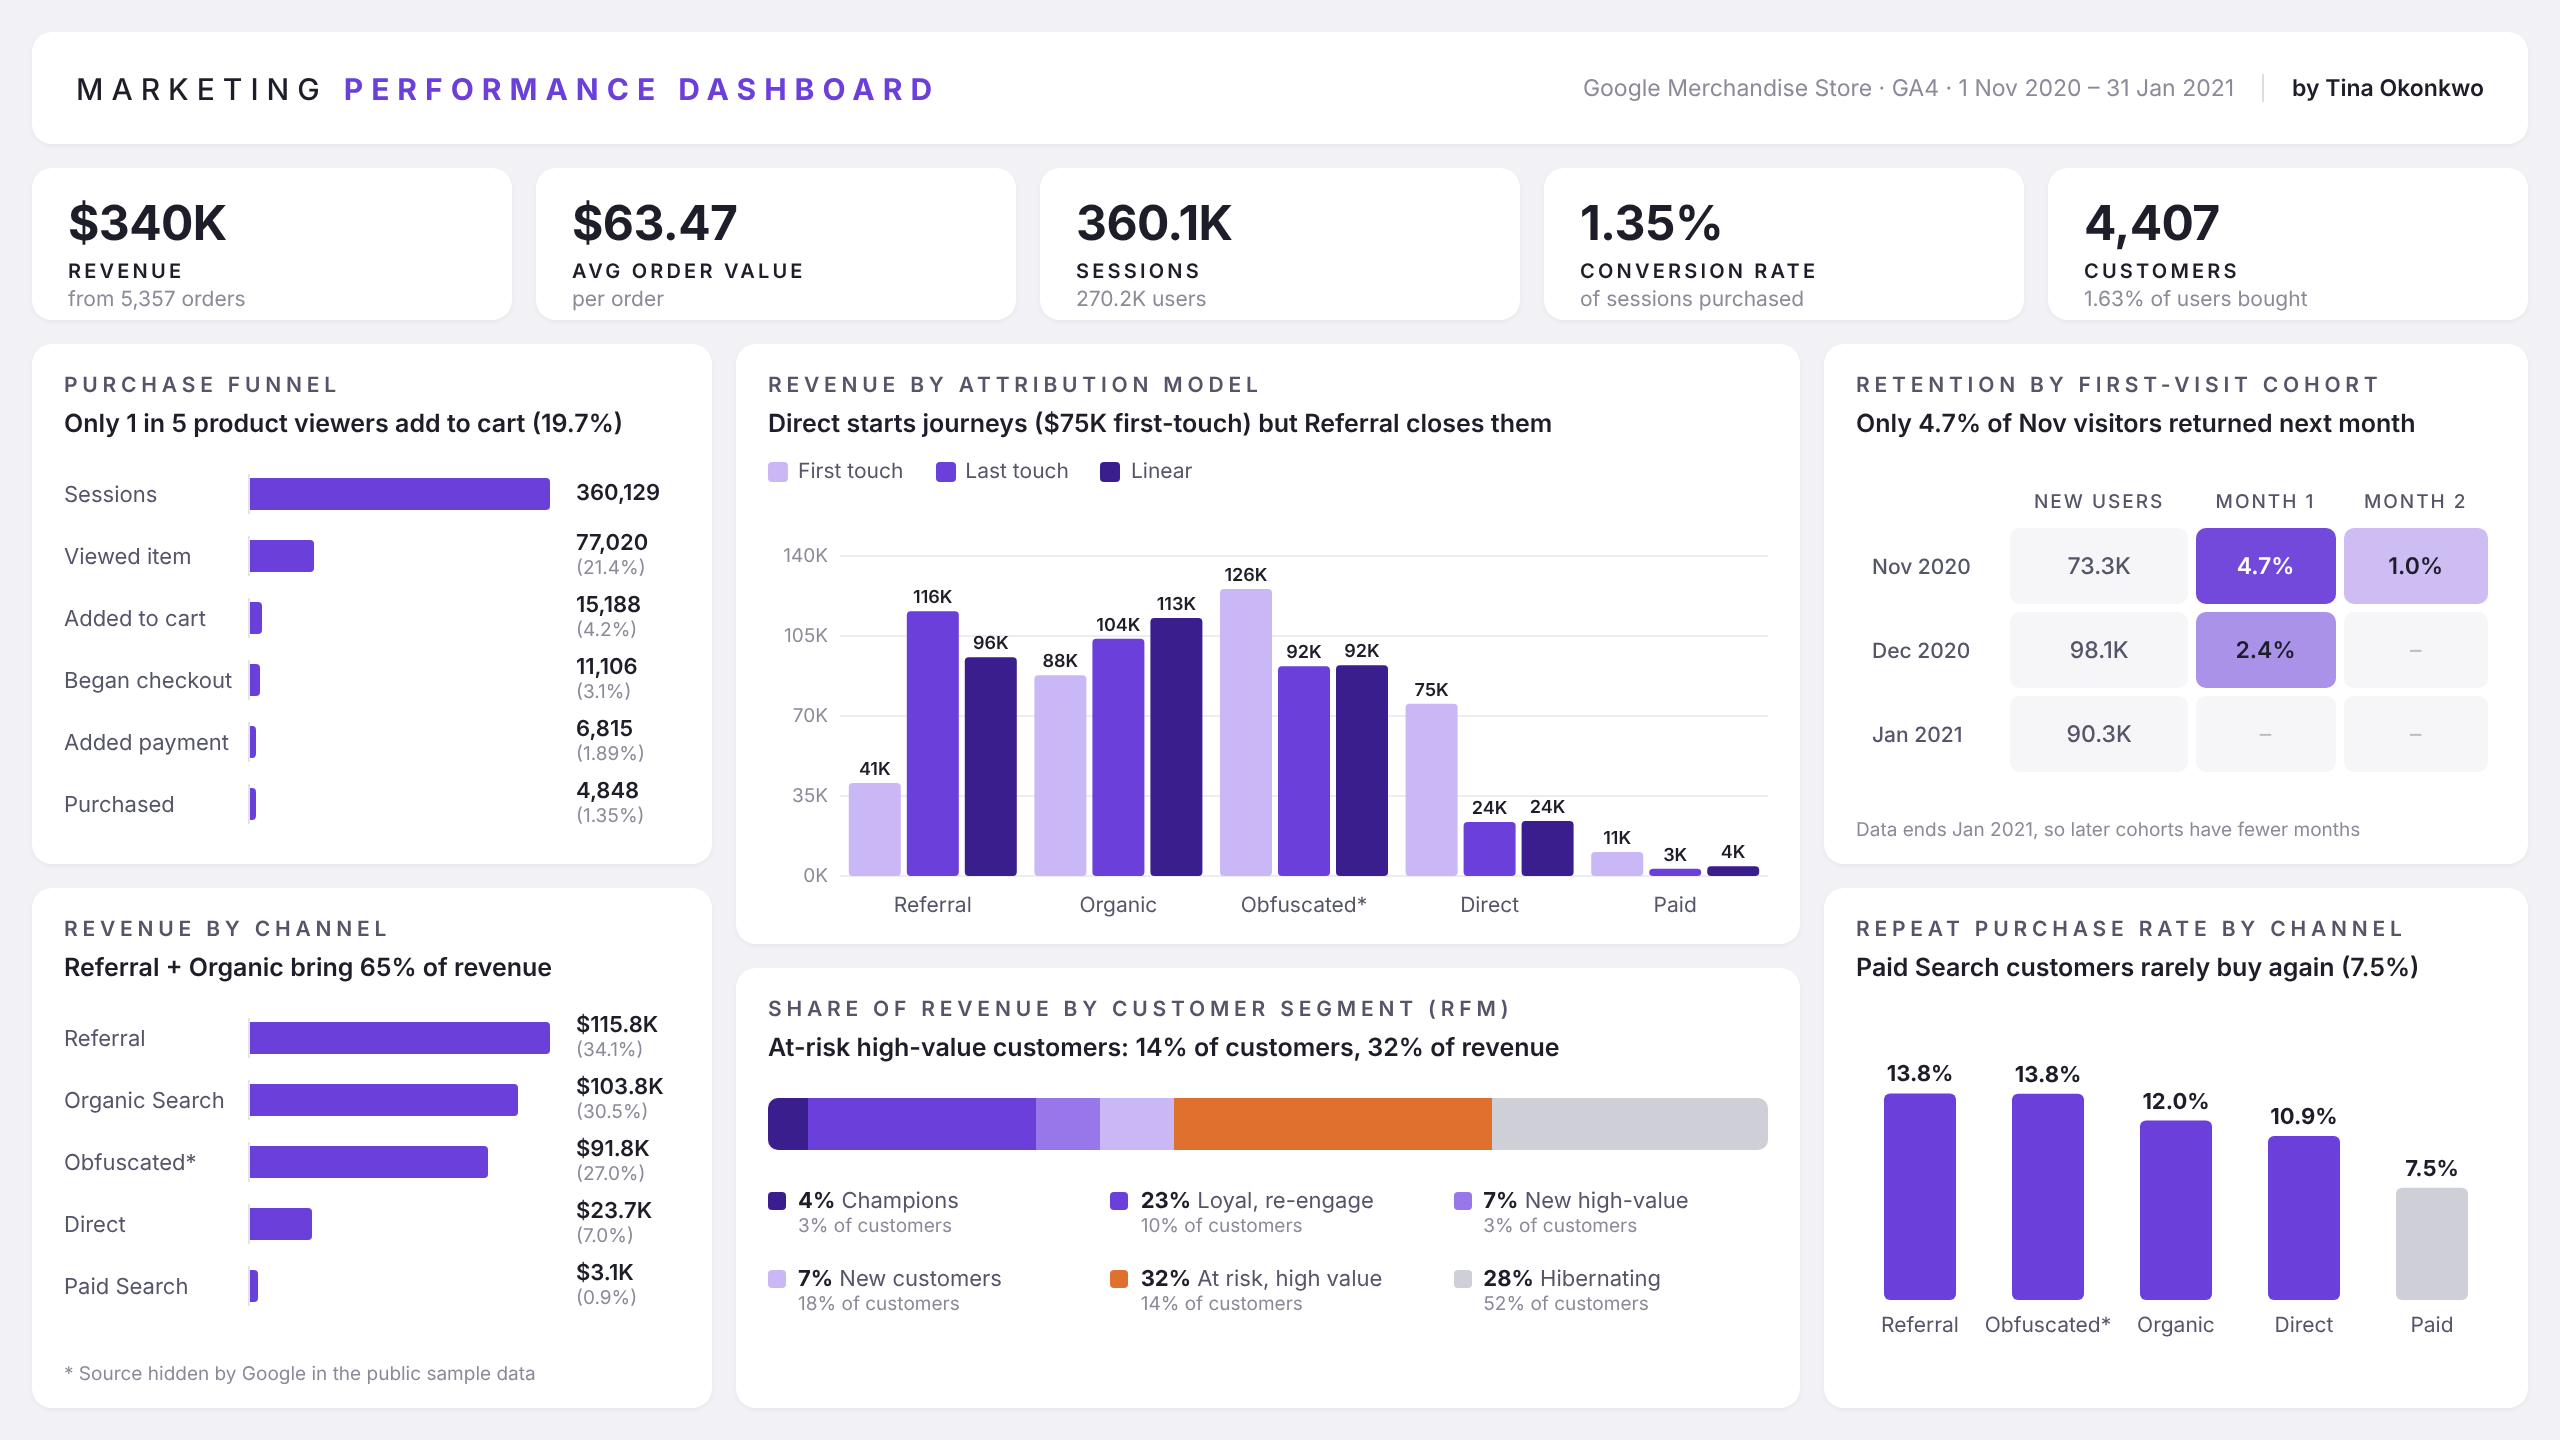 MARKETING PERFORMANCE DASHBOARD
Google Merchandise Store · GA4 · 1 Nov 2020 – 31 Jan 2021
by Tina Okonkwo
$340K
REVENUE
from 5,357 orders
$63.47
AVG ORDER VALUE
per order
360.1K
SESSIONS
270.2K users
1.35%
CONVERSION RATE
of sessions purchased
4,407
CUSTOMERS
1.63% of users bought
PURCHASE FUNNEL
Only 1 in 5 product viewers add to cart (19.7%)
Sessions
360,129
Viewed item
77,020
(21.4%)
Added to cart
15,188
(4.2%)
Began checkout
11,106
(3.1%)
Added payment
6,815
(1.89%)
Purchased
4,848
(1.35%)
REVENUE BY CHANNEL
Referral + Organic bring 65% of revenue
Referral
$115.8K
(34.1%)
Organic Search
$103.8K
(30.5%)
Obfuscated*
$91.8K
(27.0%)
Direct
$23.7K
(7.0%)
Paid Search
$3.1K
(0.9%)
* Source hidden by Google in the public sample data
REVENUE BY ATTRIBUTION MODEL
Direct starts journeys ($75K first-touch) but Referral closes them
First touch Last touch Linear
140K
105K
70K
35K
0K
41K 116K 96K
88K 104K 113K
126K 92K 92K
75K 24K 24K
11K 3K 4K
Referral Organic Obfuscated* Direct Paid
SHARE OF REVENUE BY CUSTOMER SEGMENT (RFM)
At-risk high-value customers: 14% of customers, 32% of revenue
4% Champions
3% of customers
23% Loyal, re-engage
10% of customers
7% New high-value
3% of customers
7% New customers
18% of customers
32% At risk, high value
14% of customers
28% Hibernating
52% of customers
RETENTION BY FIRST-VISIT COHORT
Only 4.7% of Nov visitors returned next month
NEW USERS MONTH 1 MONTH 2
Nov 2020 73.3K 4.7% 1.0%
Dec 2020 98.1K 2.4% –
Jan 2021 90.3K – –
Data ends Jan 2021, so later cohorts have fewer months
REPEAT PURCHASE RATE BY CHANNEL
Paid Search customers rarely buy again (7.5%)
13.8% 13.8% 12.0% 10.9% 7.5%
Referral Obfuscated* Organic Direct Paid